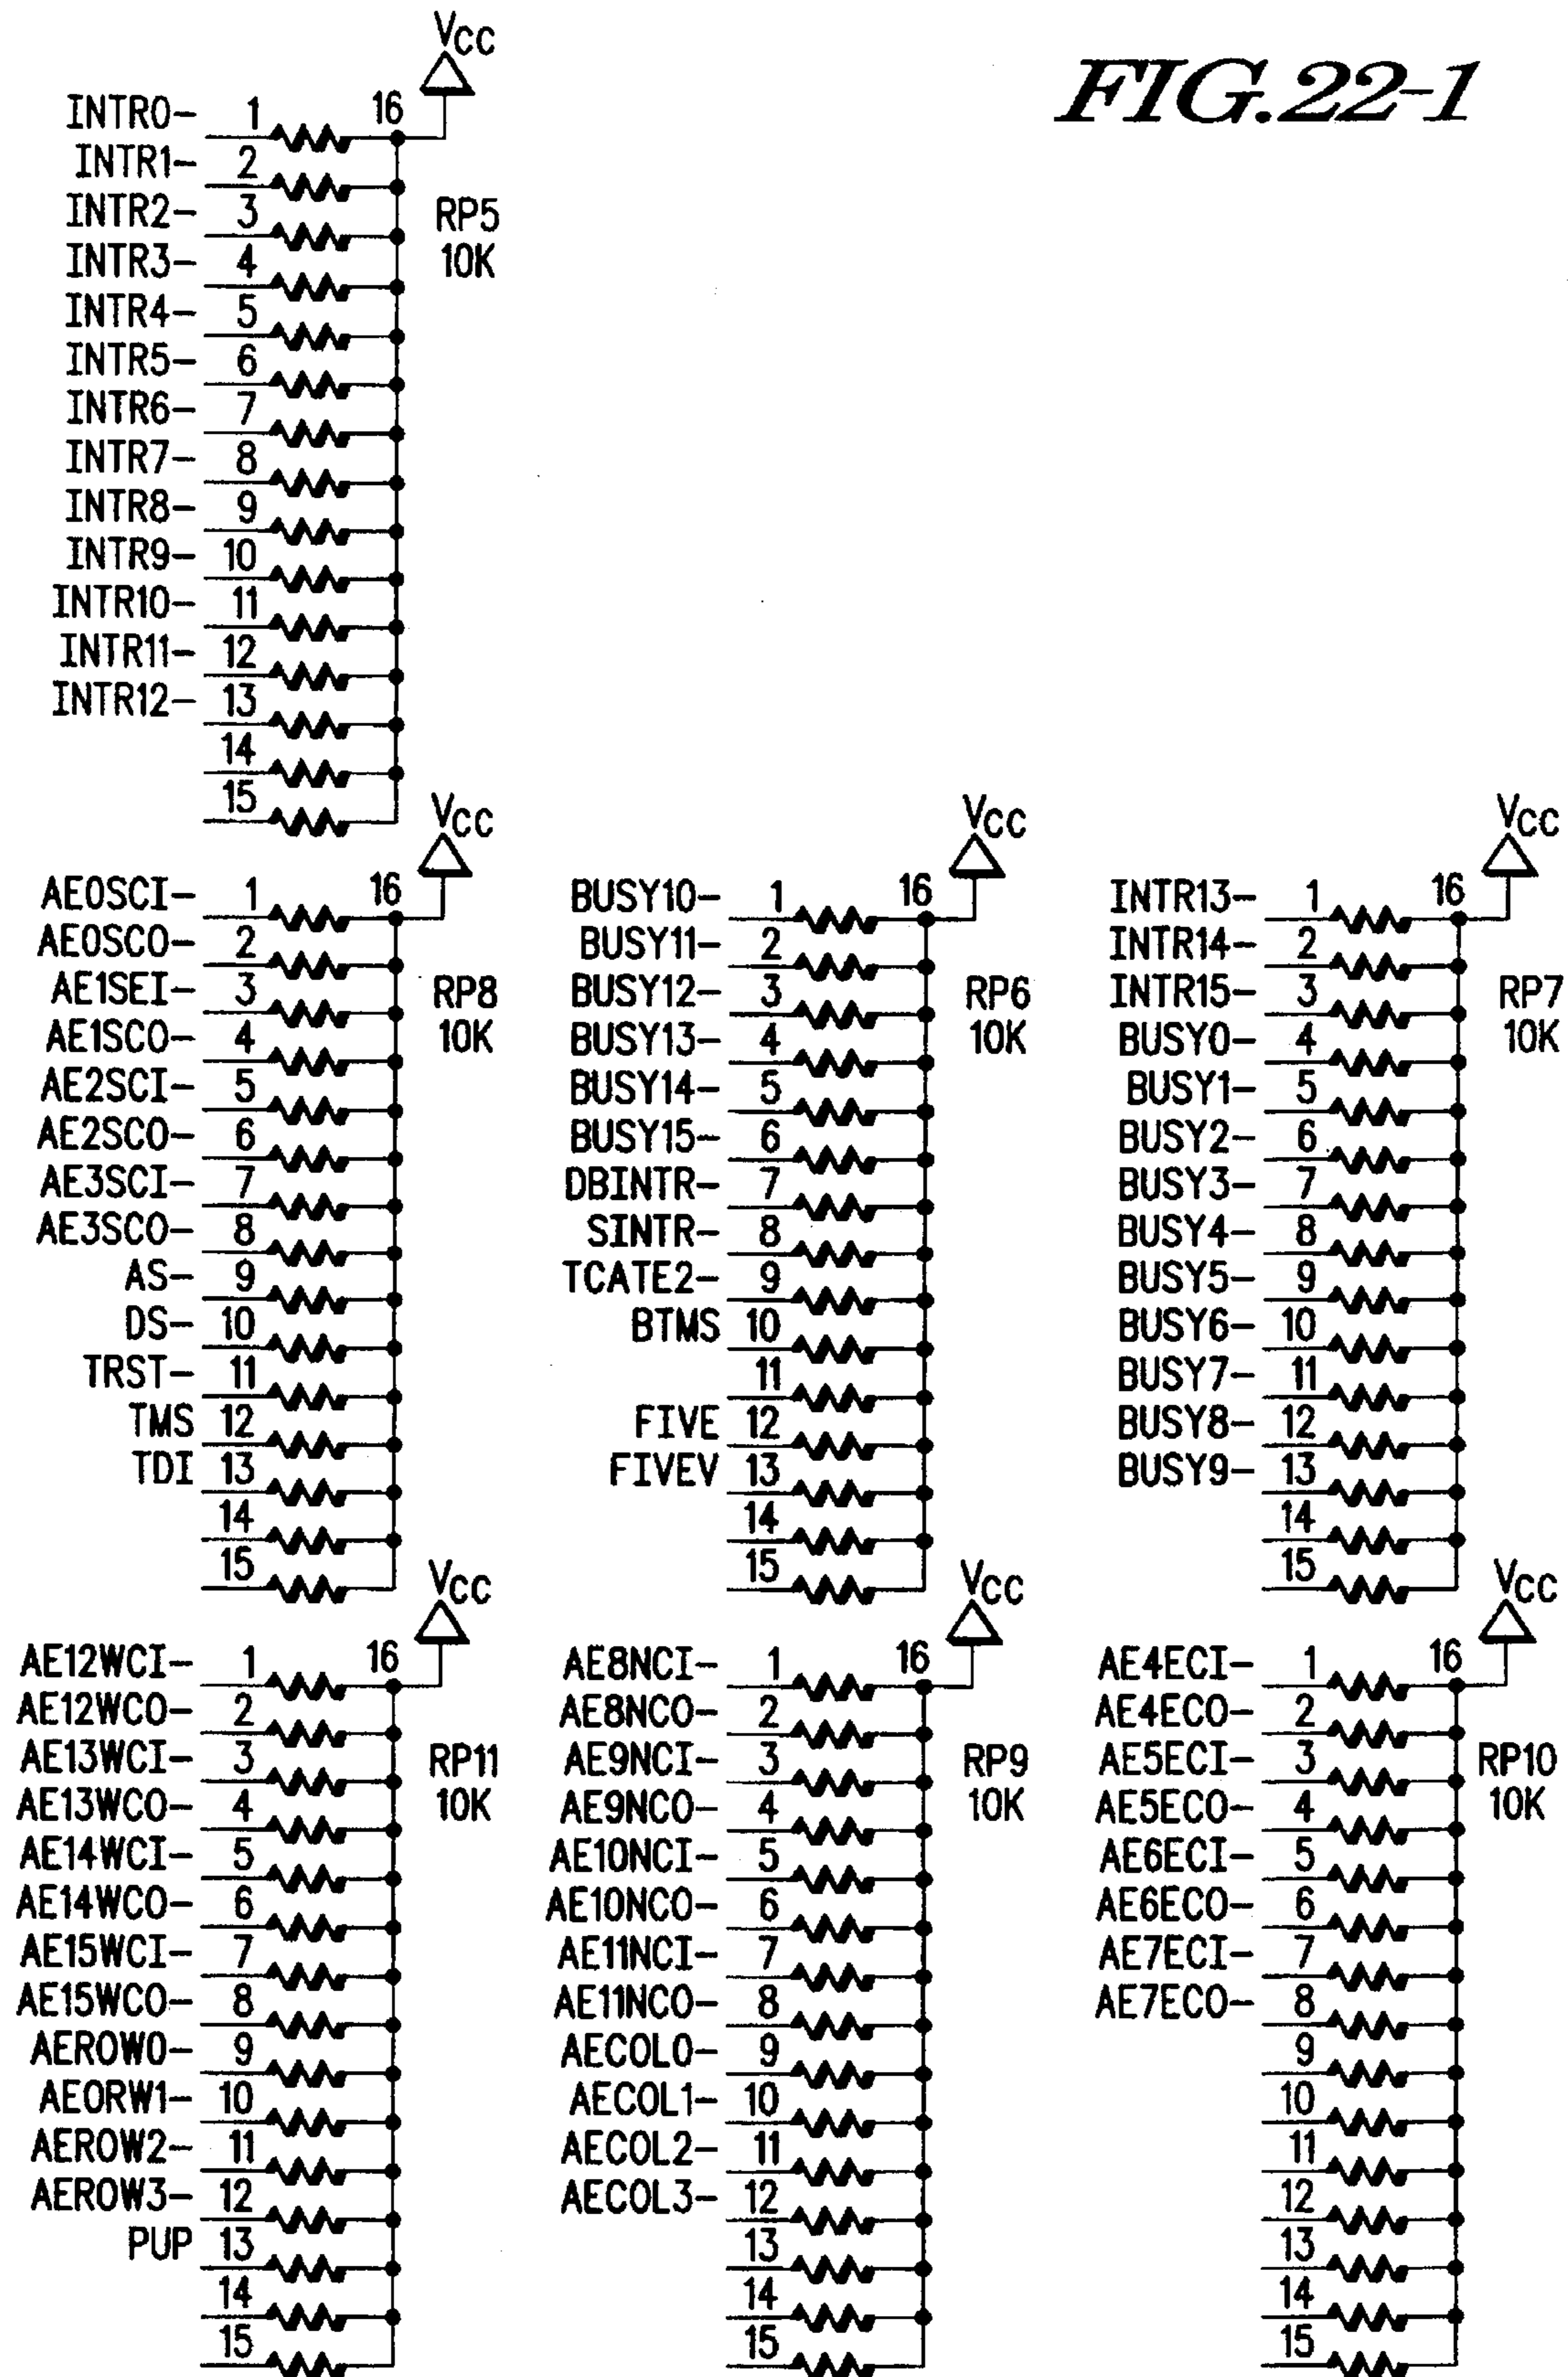 FIG.22-1
VCC
INTR0- 1 16
INTR1- 2
INTR2- 3
INTR3- 4
INTR4- 5
INTR5- 6
INTR6- 7
INTR7- 8
INTR8- 9
INTR9- 10
INTR10- 11
INTR11- 12
INTR12- 13
14
15
RP5
10K
VCC
AE0SCI- 1 16
AE0SCO- 2
AE1SEI- 3
AE1SCO- 4
AE2SCI- 5
AE2SCO- 6
AE3SCI- 7
AE3SCO- 8
AS- 9
DS- 10
TRST- 11
TMS 12
TDI 13
14
15
RP8
10K
VCC
BUSY10- 1 16
BUSY11- 2
BUSY12- 3
BUSY13- 4
BUSY14- 5
BUSY15- 6
DBINTR- 7
SINTR- 8
TCATE2- 9
BTMS 10
11
FIVE 12
FIVEV 13
14
15
RP6
10K
VCC
INTR13- 1 16
INTR14- 2
INTR15- 3
BUSY0- 4
BUSY1- 5
BUSY2- 6
BUSY3- 7
BUSY4- 8
BUSY5- 9
BUSY6- 10
BUSY7- 11
BUSY8- 12
BUSY9- 13
14
15
RP7
10K
VCC
AE12WCI- 1 16
AE12WCO- 2
AE13WCI- 3
AE13WCO- 4
AE14WCI- 5
AE14WCO- 6
AE15WCI- 7
AE15WCO- 8
AEROW0- 9
AEORW1- 10
AEROW2- 11
AEROW3- 12
PUP 13
14
15
RP11
10K
VCC
AE8NCI- 1 16
AE8NCO- 2
AE9NCI- 3
AE9NCO- 4
AE10NCI- 5
AE10NCO- 6
AE11NCI- 7
AE11NCO- 8
AECOL0- 9
AECOL1- 10
AECOL2- 11
AECOL3- 12
13
14
15
RP9
10K
VCC
AE4ECI- 1 16
AE4ECO- 2
AE5ECI- 3
AE5ECO- 4
AE6ECI- 5
AE6ECO- 6
AE7ECI- 7
AE7ECO- 8
9
10
11
12
13
14
15
RP10
10K